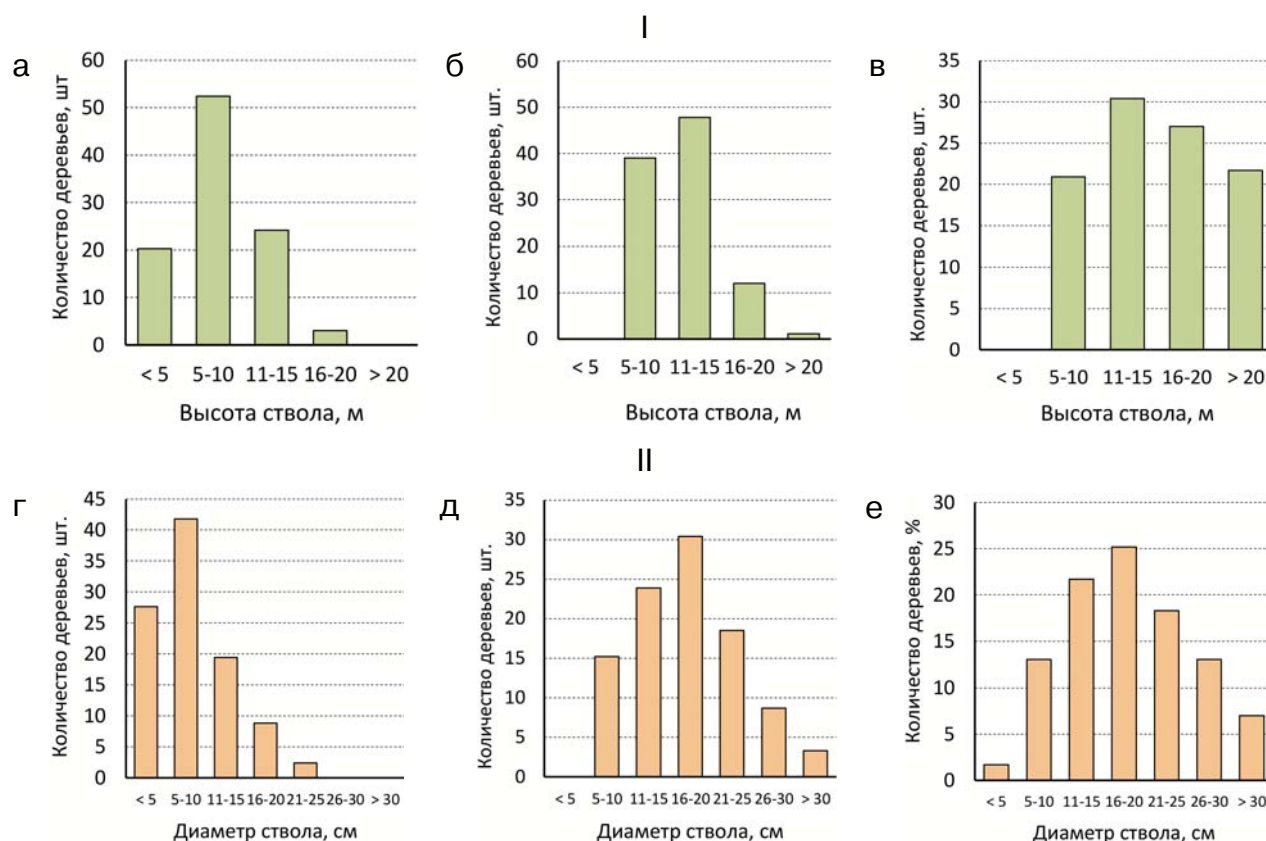 I
а
60
50
40
30
20
10
0
Количество деревьев, шт
< 5 5-10 11-15 16-20 > 20
Высота ствола, м
б
60
50
40
30
20
10
0
Количество деревьев, шт.
< 5 5-10 11-15 16-20 > 20
Высота ствола, м
в
35
30
25
20
15
10
5
0
Количество деревьев, шт.
< 5 5-10 11-15 16-20 > 20
Высота ствола, м
II
г
45
40
35
30
25
20
15
10
5
0
Количество деревьев, шт.
< 5 5-10 11-15 16-20 21-25 26-30 > 30
Диаметр ствола, см
д
35
30
25
20
15
10
5
0
Количество деревьев, шт.
< 5 5-10 11-15 16-20 21-25 26-30 > 30
Диаметр ствола, см
е
30
25
20
15
10
5
0
Количество деревьев, %
< 5 5-10 11-15 16-20 21-25 26-30 > 30
Диаметр ствола, см